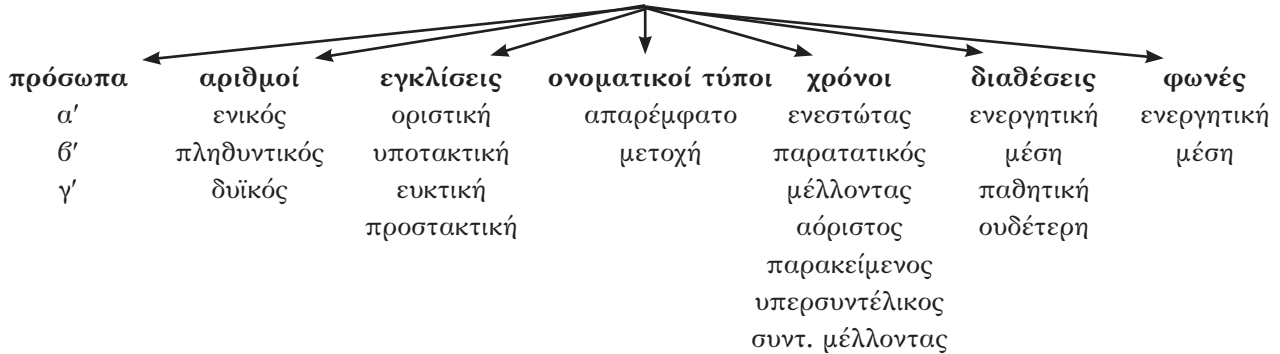 πρόσωπα αριθμοί εγκλίσεις ονοματικοί τύποι χρόνοι διαθέσεις φωνές
α′ ενικός οριστική απαρέμφατο ενεστώτας ενεργητική ενεργητική
β′ πληθυντικός υποτακτική μετοχή παρατατικός μέση μέση
γ′ δυϊκός ευκτική μέλλοντας παθητική
προστακτική αόριστος ουδέτερη
παρακείμενος
υπερσυντέλικος
συντ. μέλλοντας